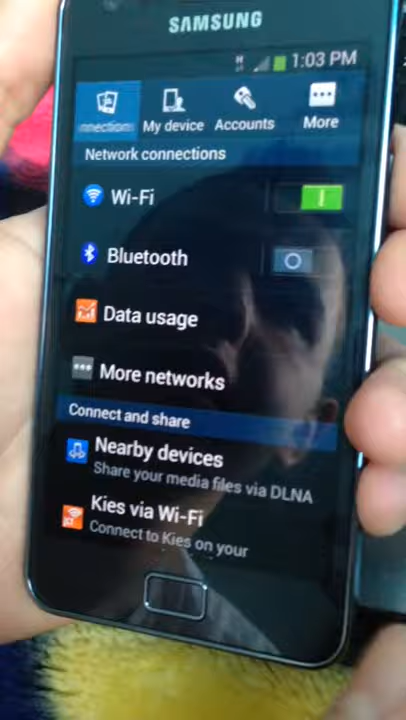 SAMSUNG
H 1:03 PM
nnections My device Accounts More
Network connections
Wi-Fi
Bluetooth
Data usage
More networks
Connect and share
Nearby devices
Share your media files via DLNA
Kies via Wi-Fi
Connect to Kies on your